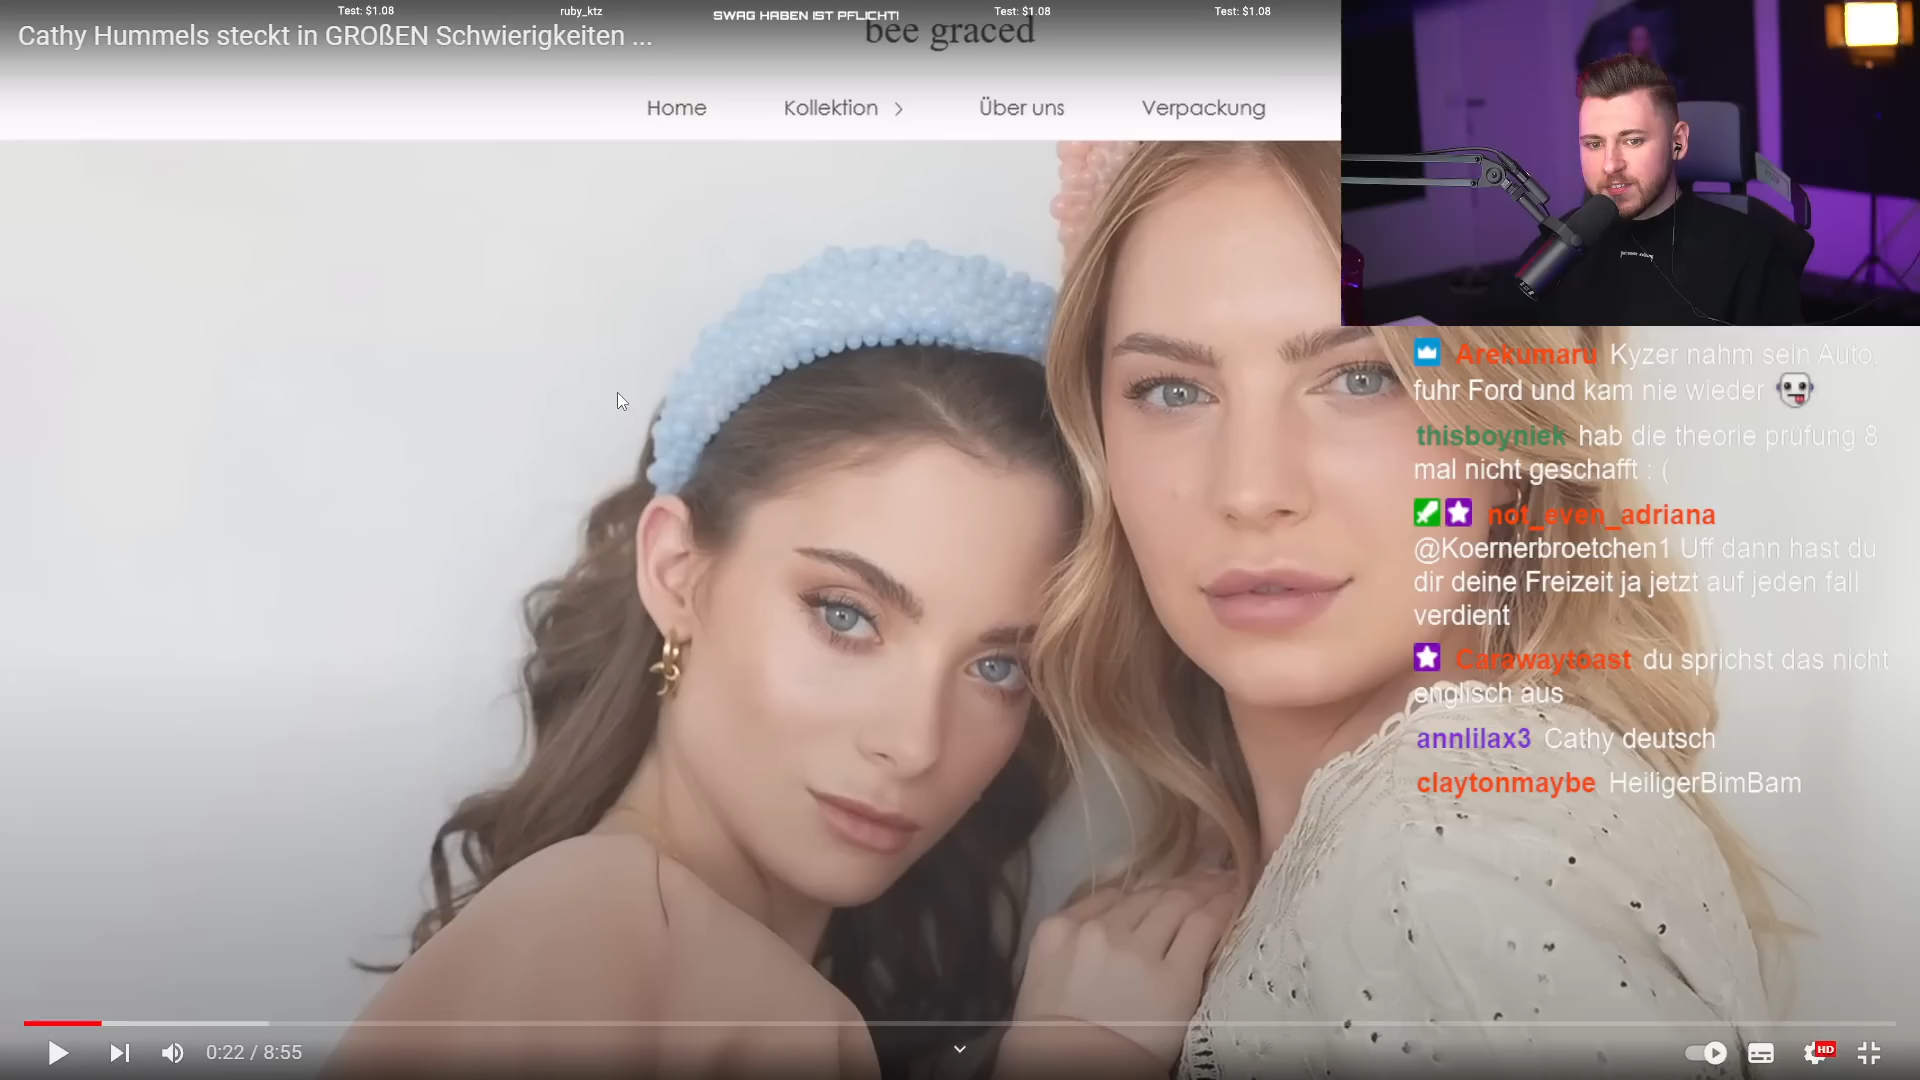 Test: $1.08
ruby_ktz
SWAG HABEN IST PFLICHT!
Test: $1.08
Test: $1.08
Cathy Hummels steckt in GROßEN Schwierigkeiten ...
bee graced
Home
Kollektion
Über uns
Verpackung
Arekumaru Kyzer nahm sein Auto.
fuhr Ford und kam nie wieder
thisboyniek hab die theorie prüfung 8
mal nicht geschafft : (
not_even_adriana
@Koernerbroetchen1 Uff dann hast du
dir deine Freizeit ja jetzt auf jeden fall
verdient
Carawaytoast du sprichst das nicht
englisch aus
annlilax3 Cathy deutsch
claytonmaybe HeiligerBimBam
0:22 / 8:55
HD